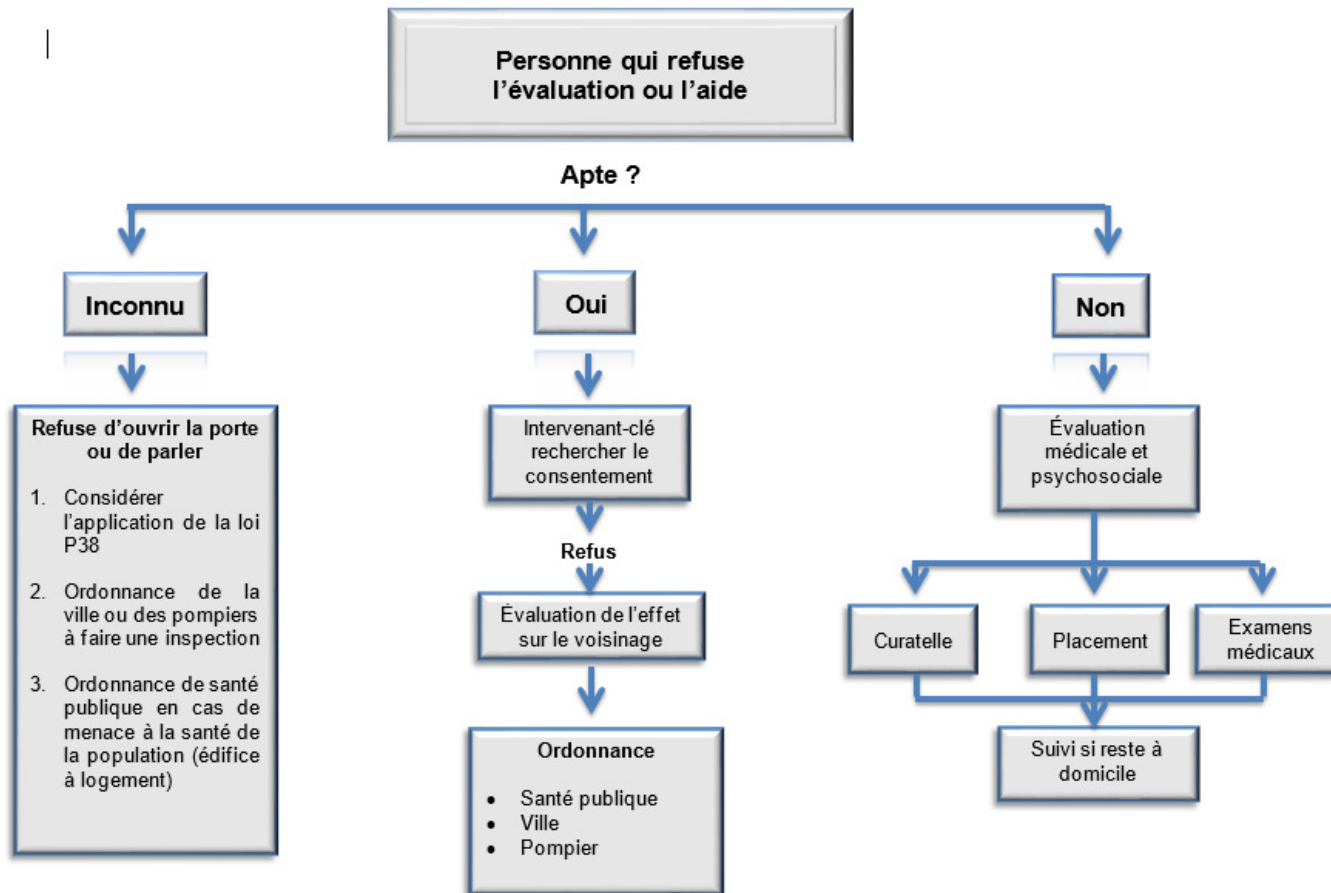 Personne qui refuse
l'évaluation ou l'aide
Apte ?
Inconnu
Refuse d'ouvrir la porte
ou de parler
1. Considérer
l'application de la loi
P38
2. Ordonnance de la
ville ou des pompiers
à faire une inspection
3. Ordonnance de santé
publique en cas de
menace à la santé de
la population (édifice
à logement)
Oui
Intervenant-clé
rechercher le
consentement
Refus
Évaluation de l'effet
sur le voisinage
Ordonnance
• Santé publique
• Ville
• Pompier
Non
Évaluation
médicale et
psychosociale
Curatelle
Placement
Examens
médicaux
Suivi si reste à
domicile